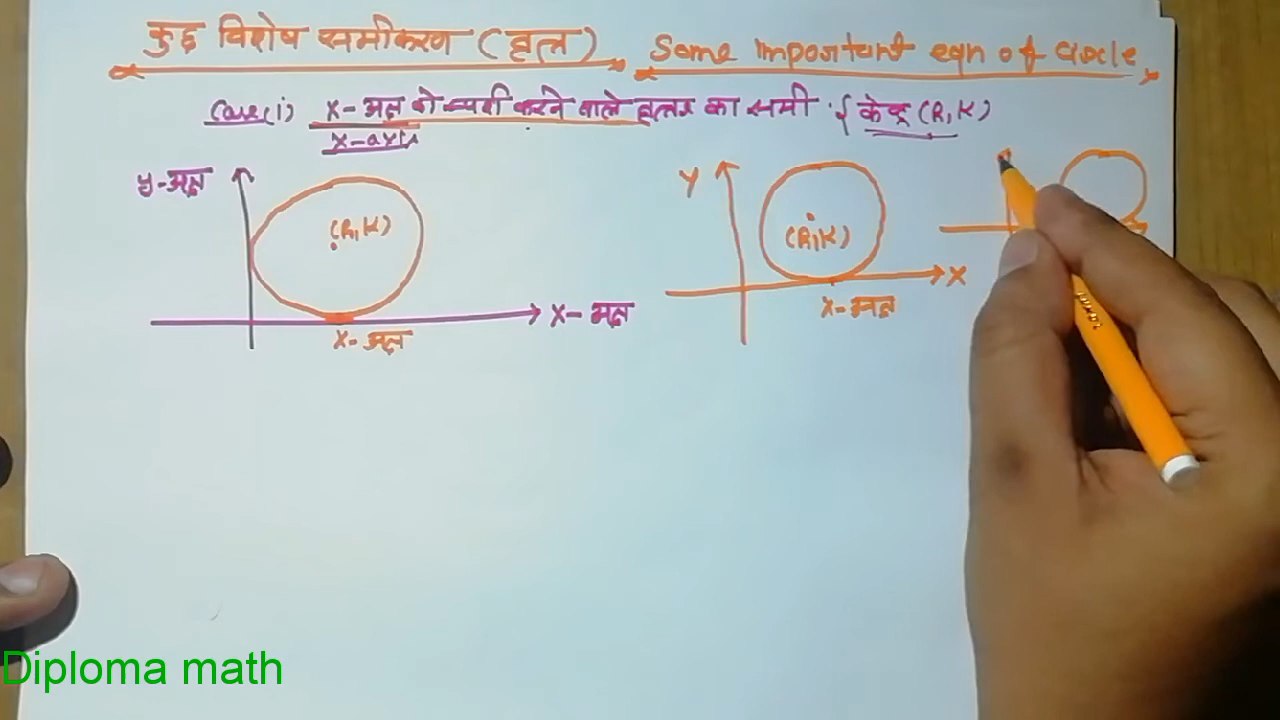 कुछ विशेष समीकरण (वृत्त) Some important eqn of circle
Case(i) x-अक्ष को स्पर्श करने वाले वृत्त का समी. { केन्द्र (h,k)
x-axis
y-अक्ष
(h,k)
x-अक्ष
x-अक्ष
Y
(h,k)
X
x-अक्ष
Diploma math